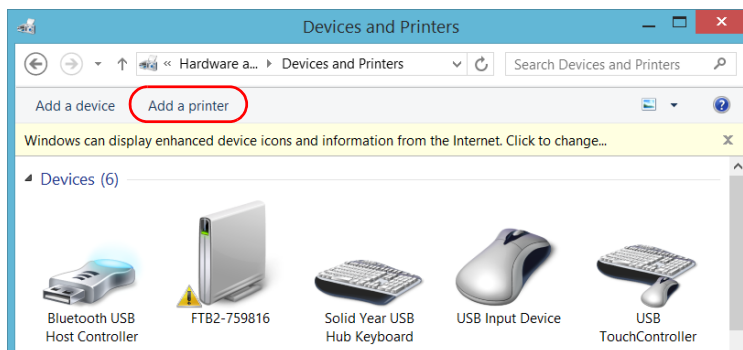 Devices and Printers
« Hardware a... Devices and Printers Search Devices and Printers
Add a device Add a printer
Windows can display enhanced device icons and information from the Internet. Click to change...
Devices (6)
Bluetooth USB Host Controller
FTB2-759816
Solid Year USB Hub Keyboard
USB Input Device
USB TouchController